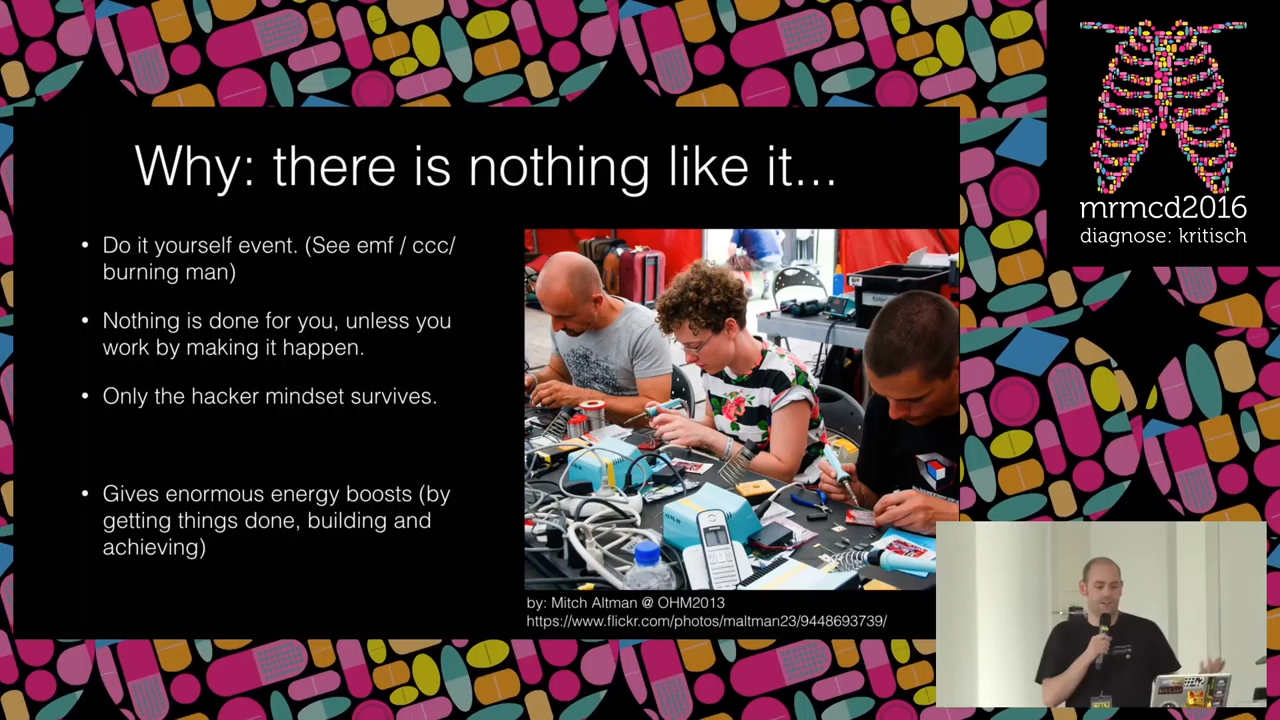 Why: there is nothing like it...
• Do it yourself event. (See emf / ccc/
burning man)
• Nothing is done for you, unless you
work by making it happen.
• Only the hacker mindset survives.
• Gives enormous energy boosts (by
getting things done, building and
achieving)
by: Mitch Altman @ OHM2013
https://www.flickr.com/photos/maltman23/9448693739/
mrmcd2016
diagnose: kritisch
#42